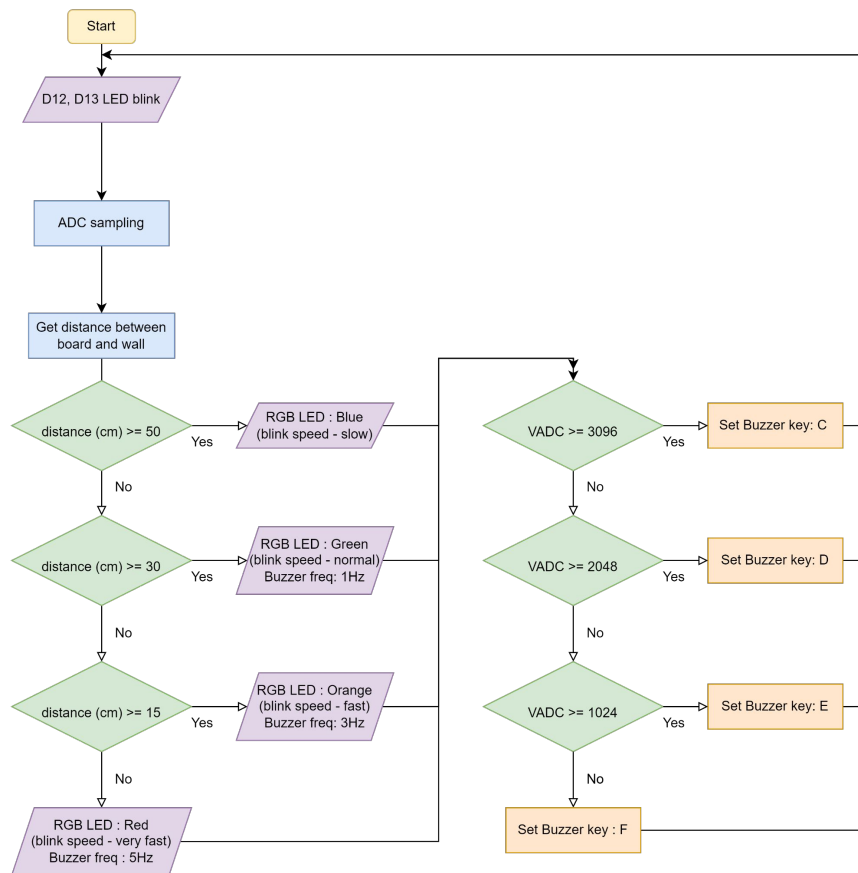 Start
D12, D13 LED blink
ADC sampling
Get distance between
board and wall
distance (cm) >= 50
Yes
RGB LED : Blue
(blink speed - slow)
No
distance (cm) >= 30
Yes
RGB LED : Green
(blink speed - normal)
Buzzer freq: 1Hz
No
distance (cm) >= 15
Yes
RGB LED : Orange
(blink speed - fast)
Buzzer freq: 3Hz
No
RGB LED : Red
(blink speed - very fast)
Buzzer freq : 5Hz
VADC >= 3096
Yes
Set Buzzer key: C
No
VADC >= 2048
Yes
Set Buzzer key: D
No
VADC >= 1024
Yes
Set Buzzer key: E
No
Set Buzzer key : F